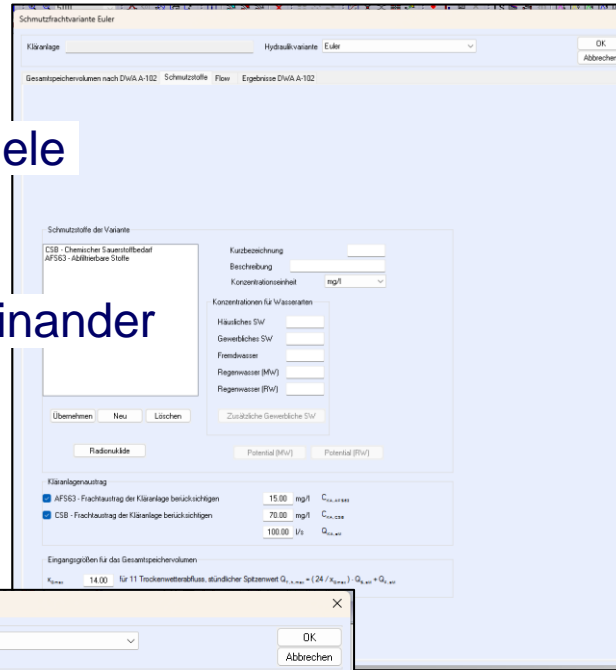 Schmutzfrachtvariante Euler
Kläranlage Hydraulikvariante Euler OK
Abbrechen
Gesamtspeichervolumen nach DWA A-102 Schmutzstoffe Flow Ergebnisse DWA A-102
ele
Schmutzstoffe der Variante
CSB - Chemischer Sauerstoffbedarf
AFS63 - Abfiltrierbare Stoffe
Kurzbezeichnung
Beschreibung
Konzentrationseinheit mg/l
inander
Konzentrationen für Wasserarten
Häusliches SW
Gewerbliches SW
Fremdwasser
Regenwasser (MW)
Regenwasser (RW)
Übernehmen Neu Löschen Zusätzliche Gewerbliche SW
Radionuklide Potential (MW) Potential (RW)
Kläranlagenaustrag
AFS63 - Frachtaustrag der Kläranlage berücksichtigen 15.00 mg/l C
CSB - Frachtaustrag der Kläranlage berücksichtigen 70.00 mg/l C
100.00 l/s Q
Eingangsgrößen für das Gesamtspeichervolumen
14.00 für 11 Trockenwetterabfluss, stündlicher Spitzenwert
OK
Abbrechen